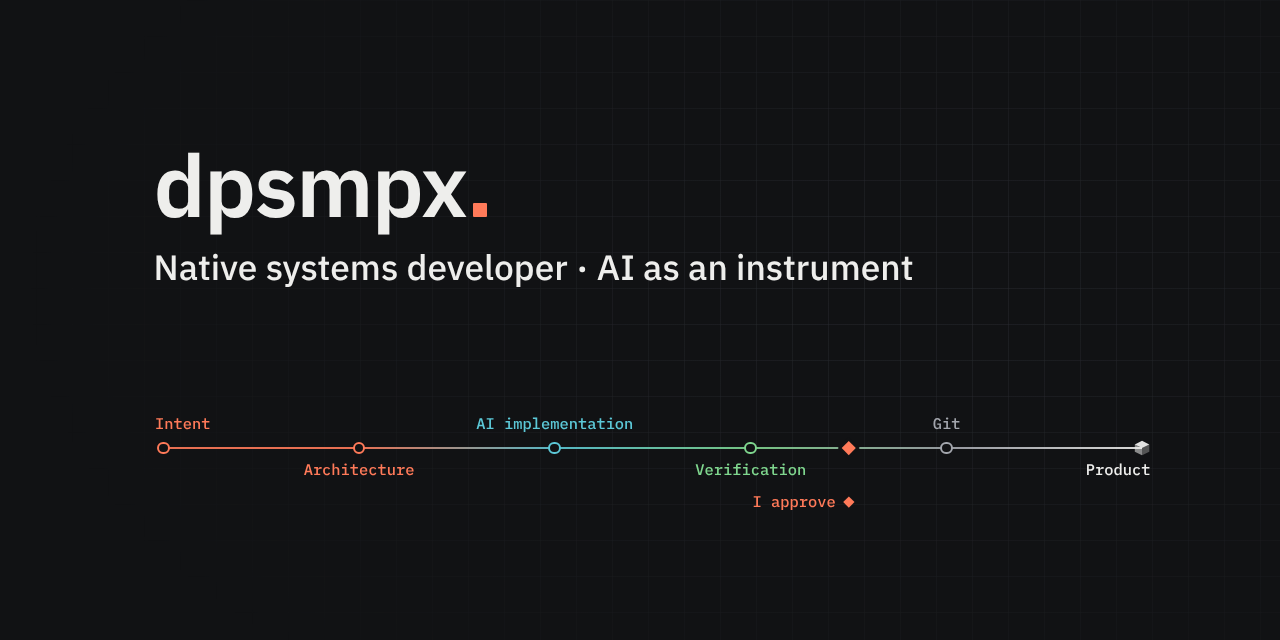 dpsmpx.
Native systems developer · AI as an instrument
Intent
AI implementation
Git
Architecture
Verification
Product
I approve